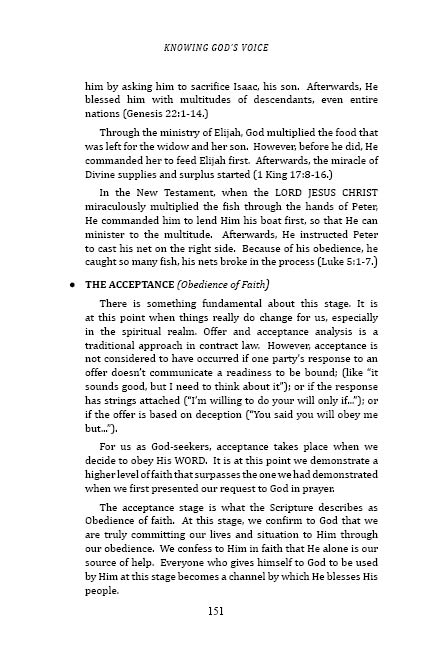 KNOWING GOD'S VOICE
him by asking him to sacrifice Isaac, his son. Afterwards, He
blessed him with multitudes of descendants, even entire
nations (Genesis 22:1-14.)
Through the ministry of Elijah, God multiplied the food that
was left for the widow and her son. However, before he did, He
commanded her to feed Elijah first. Afterwards, the miracle of
Divine supplies and surplus started (1 King 17:8-16.)
In the New Testament, when the LORD JESUS CHRIST
miraculously multiplied the fish through the hands of Peter,
He commanded him to lend Him his boat first, so that He can
minister to the multitude. Afterwards, He instructed Peter
to cast his net on the right side. Because of his obedience, he
caught so many fish, his nets broke in the process (Luke 5:1-7.)
● THE ACCEPTANCE (Obedience of Faith)
There is something fundamental about this stage. It is
at this point when things really do change for us, especially
in the spiritual realm. Offer and acceptance analysis is a
traditional approach in contract law. However, acceptance is
not considered to have occurred if one party's response to an
offer doesn't communicate a readiness to be bound; (like "it
sounds good, but I need to think about it"); or if the response
has strings attached ("I'm willing to do your will only if..."); or
if the offer is based on deception ("You said you will obey me
but...").
For us as God-seekers, acceptance takes place when we
decide to obey His WORD. It is at this point we demonstrate a
higher level of faith that surpasses the one we had demonstrated
when we first presented our request to God in prayer.
The acceptance stage is what the Scripture describes as
Obedience of faith. At this stage, we confirm to God that we
are truly committing our lives and situation to Him through
our obedience. We confess to Him in faith that He alone is our
source of help. Everyone who gives himself to God to be used
by Him at this stage becomes a channel by which He blesses His
people.
151